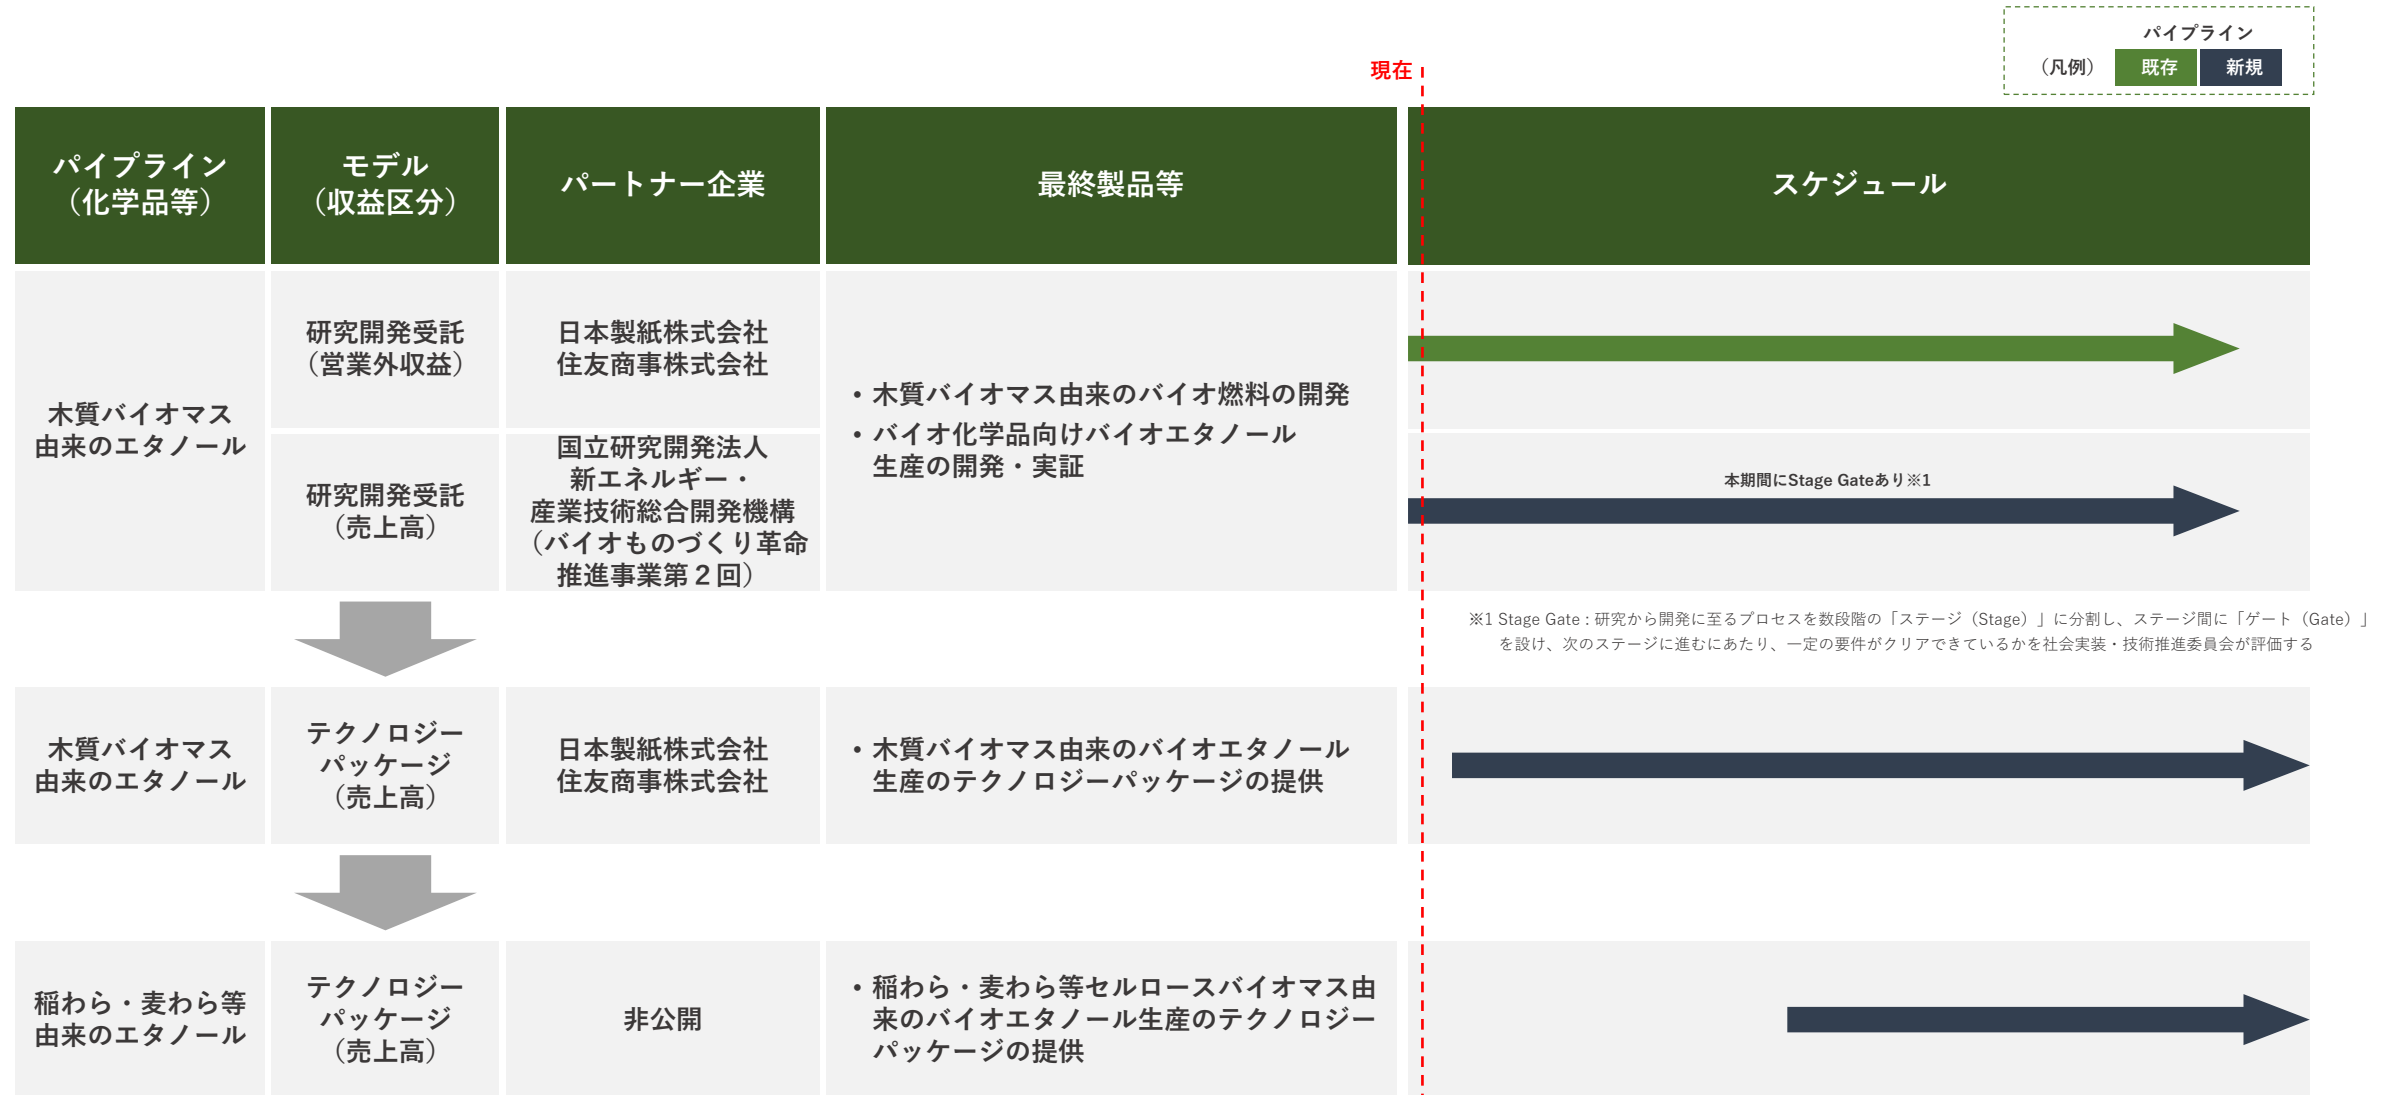 現在
パイプライン
（凡例）
既存
新規
パイプライン
（化学品等）
モデル
（収益区分）
パートナー企業
最終製品等
スケジュール
木質バイオマス
由来のエタノール
研究開発受託
（営業外収益）
日本製紙株式会社
住友商事株式会社
研究開発受託
（売上高）
国立研究開発法人
新エネルギー・
産業技術総合開発機構
（バイオものづくり革命
推進事業第２回）
• 木質バイオマス由来のバイオ燃料の開発
• バイオ化学品向けバイオエタノール
生産の開発・実証
本期間にStage Gateあり※1
※1 Stage Gate : 研究から開発に至るプロセスを数段階の「ステージ（Stage）」に分割し、ステージ間に「ゲート（Gate）」
を設け、次のステージに進むにあたり、一定の要件がクリアできているかを社会実装・技術推進委員会が評価する
木質バイオマス
由来のエタノール
テクノロジー
パッケージ
（売上高）
日本製紙株式会社
住友商事株式会社
• 木質バイオマス由来のバイオエタノール
生産のテクノロジーパッケージの提供
稲わら・麦わら等
由来のエタノール
テクノロジー
パッケージ
（売上高）
非公開
• 稲わら・麦わら等セルロースバイオマス由
来のバイオエタノール生産のテクノロジー
パッケージの提供